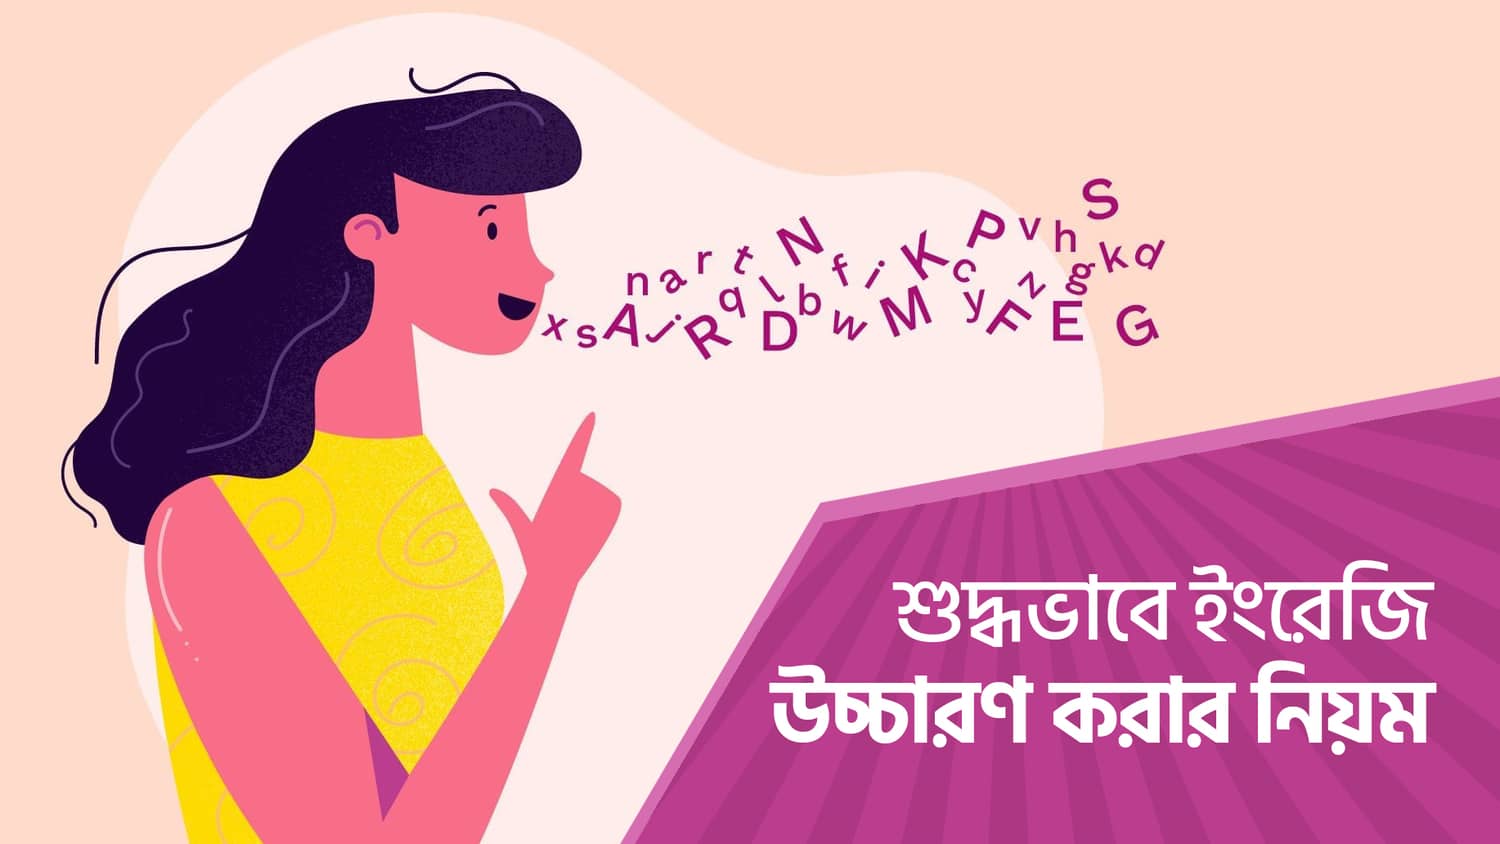 n a r t N f i K c P v h S g k d
x s A j R q l D b w M y F z E G
শুদ্ধভাবে ইংরেজি
উচ্চারণ করার নিয়ম